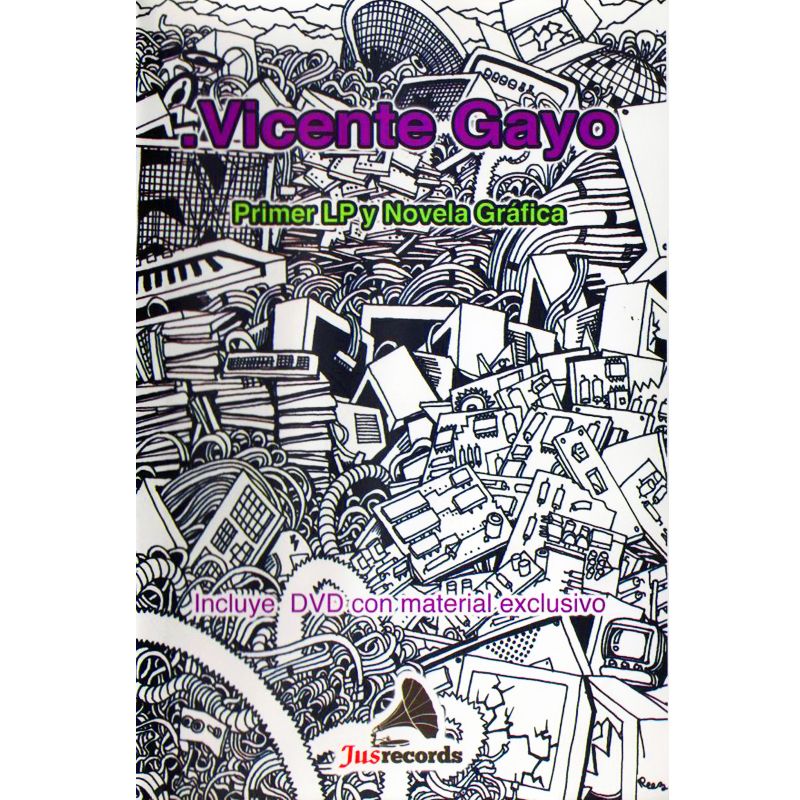 .Vicente Gayo
Primer LP y Novela Gráfica
Incluye DVD con material exclusivo
Jusrecords